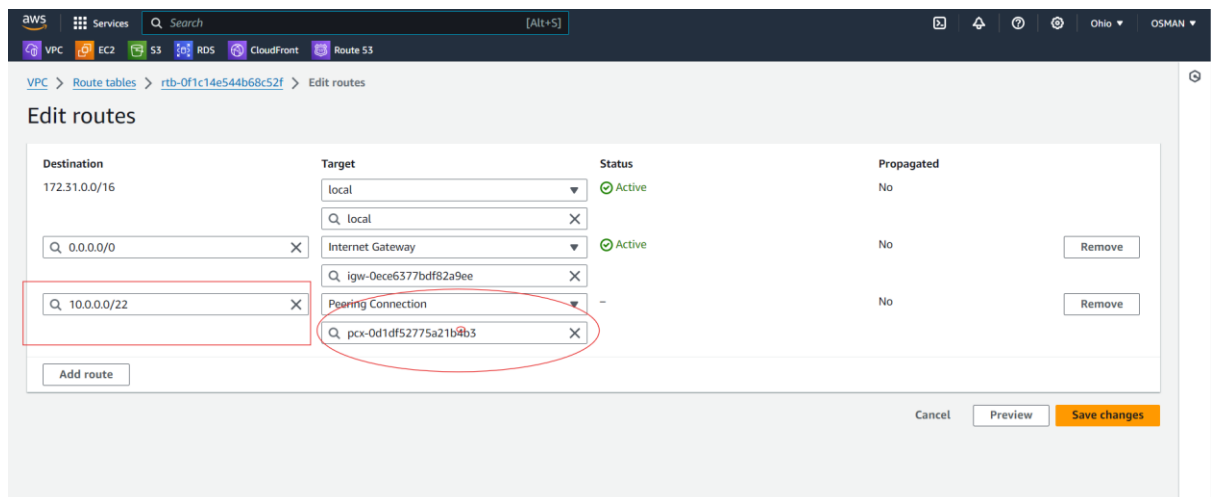 aws Services Search [Alt+S] Ohio OSMAN
VPC EC2 S3 RDS CloudFront Route 53
VPC > Route tables > rtb-0f1c14e544b68c52f > Edit routes
Edit routes
Destination Target Status Propagated
172.31.0.0/16 local Active No
local
0.0.0.0/0 Internet Gateway Active No Remove
igw-0ece6377bdf82a9ee
10.0.0.0/22 Peering Connection – No Remove
pcx-0d1df52775a21b4b3
Add route
Cancel Preview Save changes